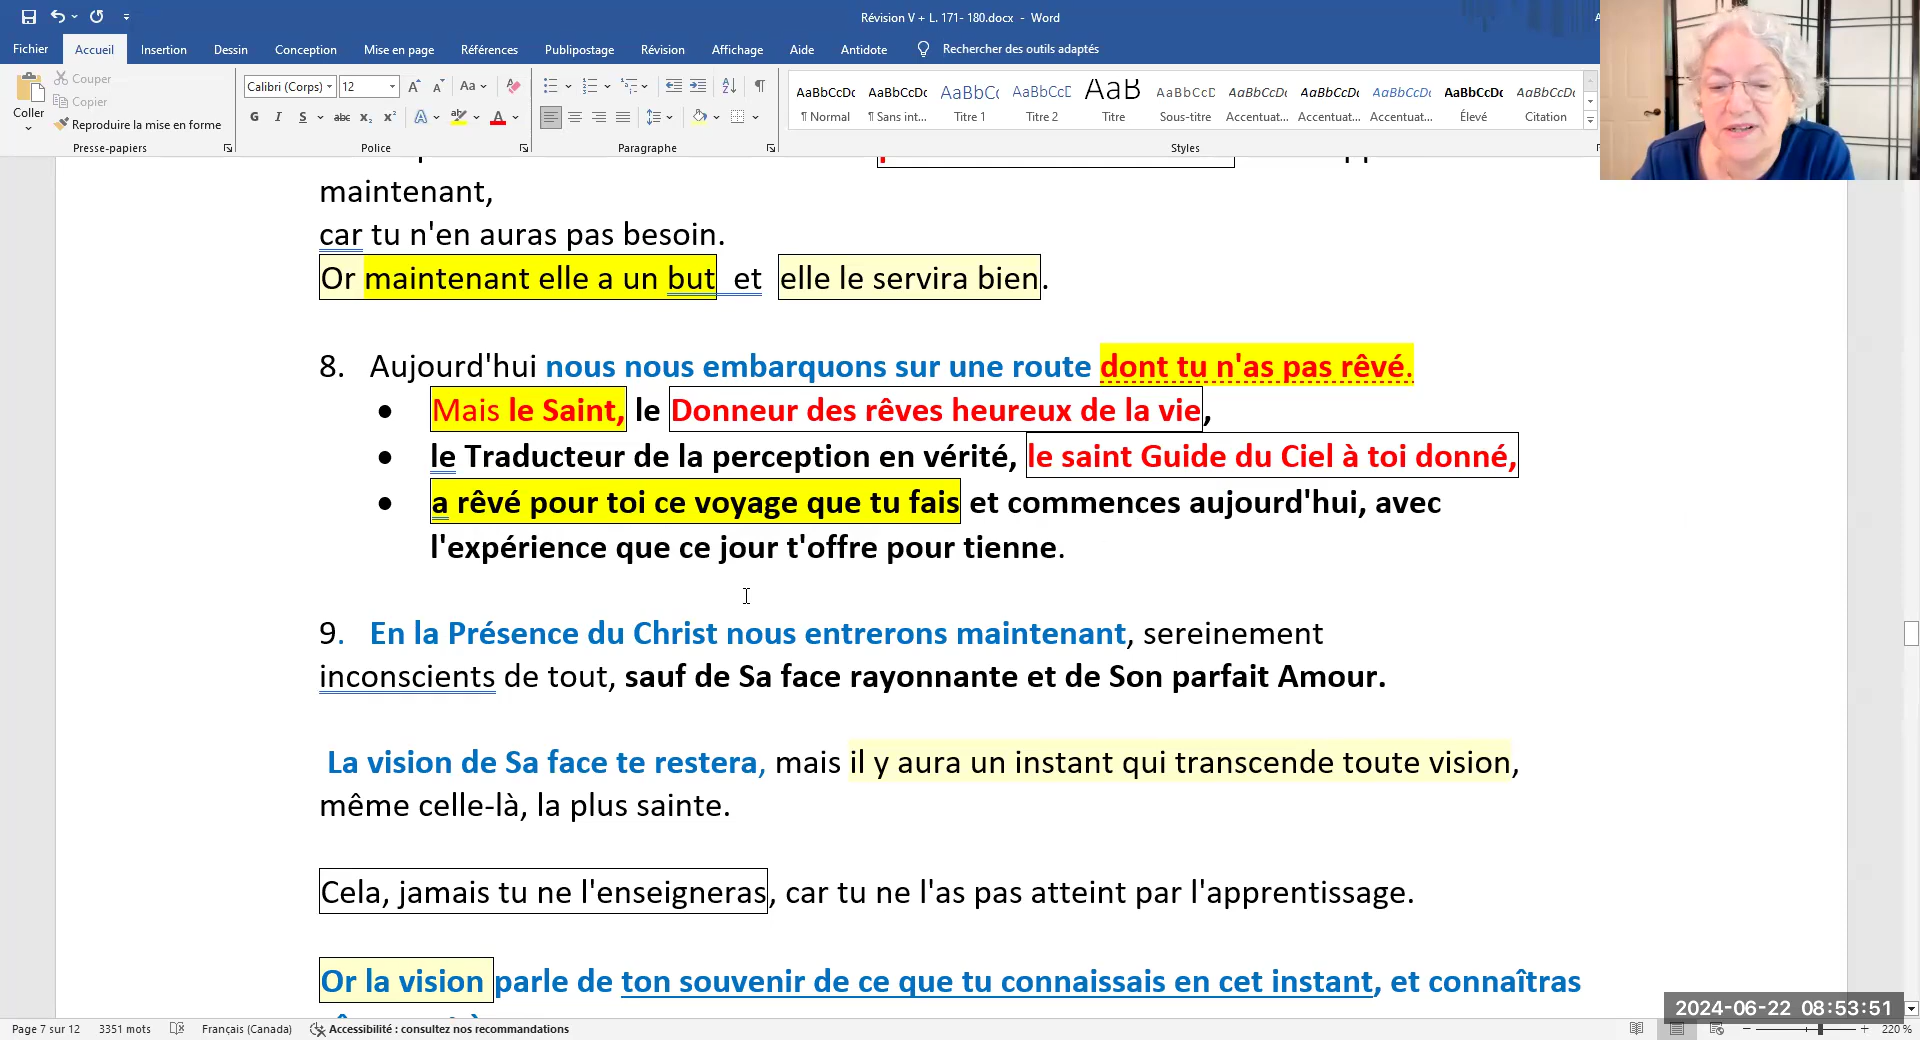 Révision V + L. 171- 180.docx - Word
Fichier Accueil Insertion Dessin Conception Mise en page Références Publipostage Révision Affichage Aide Antidote Rechercher des outils adaptés
Coller
Couper
Copier
Reproduire la mise en forme
Presse-papiers
Calibri (Corps) 12
Police
Paragraphe
AaBbCcDc AaBbCcDc AaBbCc AaBbCcD AaB AaBbCcD AaBbCcDc AaBbCcDc AaBbCcDc AaBbCcDc AaBbCcDc
¶ Normal ¶ Sans int... Titre 1 Titre 2 Titre Sous-titre Accentuat... Accentuat... Accentuat... Élevé Citation
Styles
maintenant,
car tu n'en auras pas besoin.
Or maintenant elle a un but et elle le servira bien.
8. Aujourd'hui nous nous embarquons sur une route dont tu n'as pas rêvé.
● Mais le Saint, le Donneur des rêves heureux de la vie,
● le Traducteur de la perception en vérité, le saint Guide du Ciel à toi donné,
● a rêvé pour toi ce voyage que tu fais et commences aujourd'hui, avec
l'expérience que ce jour t'offre pour tienne.
9. En la Présence du Christ nous entrerons maintenant, sereinement
inconscients de tout, sauf de Sa face rayonnante et de Son parfait Amour.
La vision de Sa face te restera, mais il y aura un instant qui transcende toute vision,
même celle-là, la plus sainte.
Cela, jamais tu ne l'enseigneras, car tu ne l'as pas atteint par l'apprentissage.
Or la vision parle de ton souvenir de ce que tu connaissais en cet instant, et connaîtras
2024-06-22 08:53:51
Page 7 sur 12 3351 mots Français (Canada) Accessibilité : consultez nos recommandations 220 %